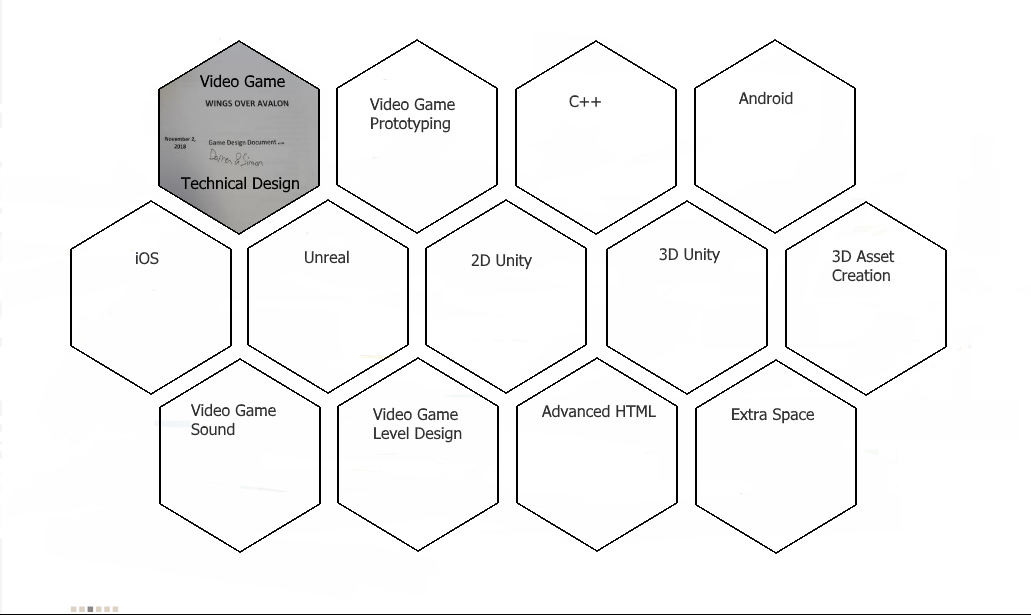 Video Game
WINGS OVER AVALON
November 2,
2018
Game Design Document
Darren & Simon
Technical Design
Video Game
Prototyping
C++
Android
iOS
Unreal
2D Unity
3D Unity
3D Asset
Creation
Video Game
Sound
Video Game
Level Design
Advanced HTML
Extra Space